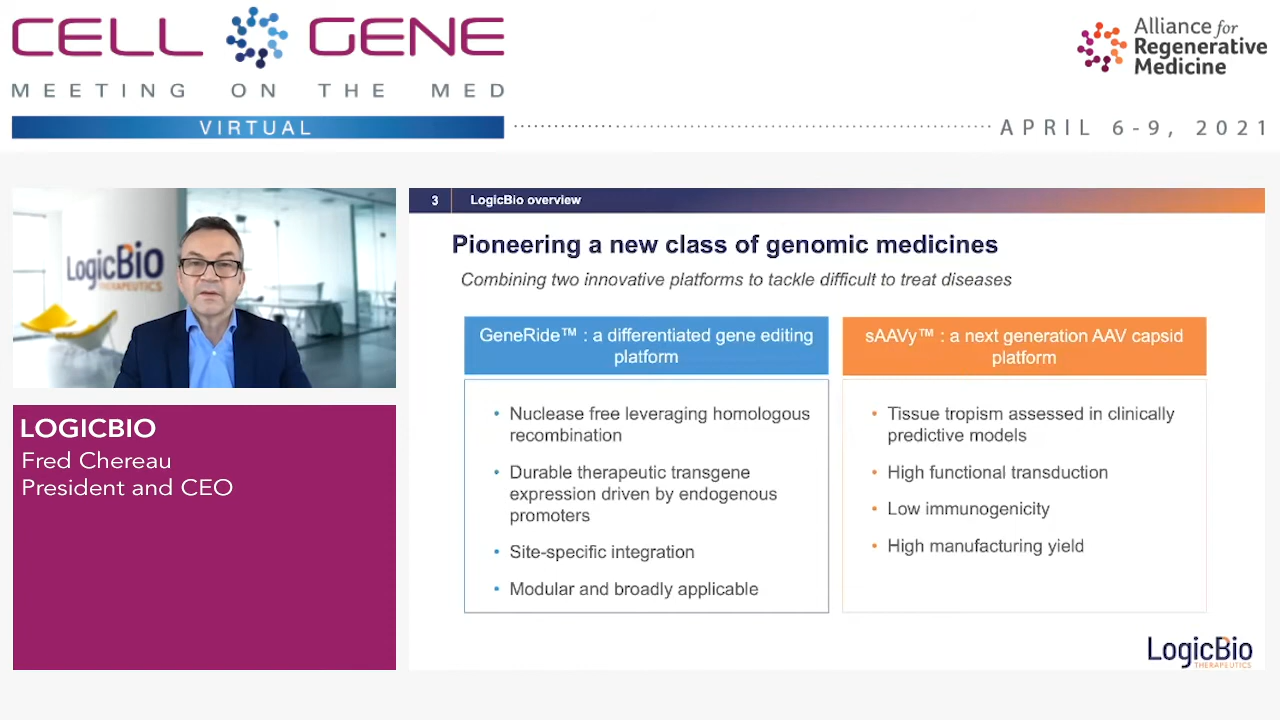 CELL GENE
MEETING ON THE MED
VIRTUAL
APRIL 6-9, 2021
Alliance for
Regenerative
Medicine
LogicBio
THERAPEUTICS
LOGICBIO
Fred Chereau
President and CEO
3 LogicBio overview
Pioneering a new class of genomic medicines
Combining two innovative platforms to tackle difficult to treat diseases
GeneRide™ : a differentiated gene editing
platform
• Nuclease free leveraging homologous
recombination
• Durable therapeutic transgene
expression driven by endogenous
promoters
• Site-specific integration
• Modular and broadly applicable
sAAVy™ : a next generation AAV capsid
platform
• Tissue tropism assessed in clinically
predictive models
• High functional transduction
• Low immunogenicity
• High manufacturing yield
LogicBio
THERAPEUTICS